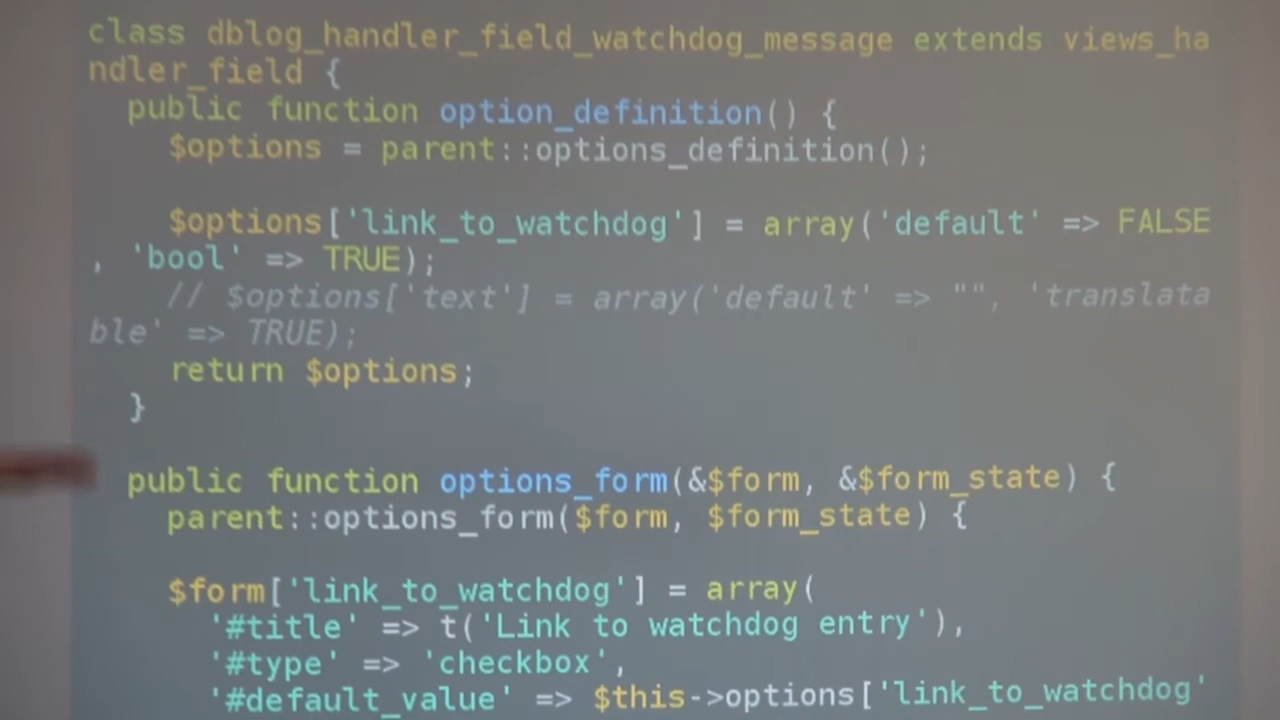 class dblog_handler_field_watchdog_message extends views_ha
ndler_field {
public function option_definition() {
$options = parent::options_definition();
$options['link_to_watchdog'] = array('default' => FALSE
, 'bool' => TRUE);
// $options['text'] = array('default' => "", 'translata
ble' => TRUE);
return $options;
}
public function options_form(&$form, &$form_state) {
parent::options_form($form, $form_state) {
$form['link_to_watchdog'] = array(
'#title' => t('Link to watchdog entry'),
'#type' => 'checkbox',
'#default_value' => $this->options['link_to_watchdog'